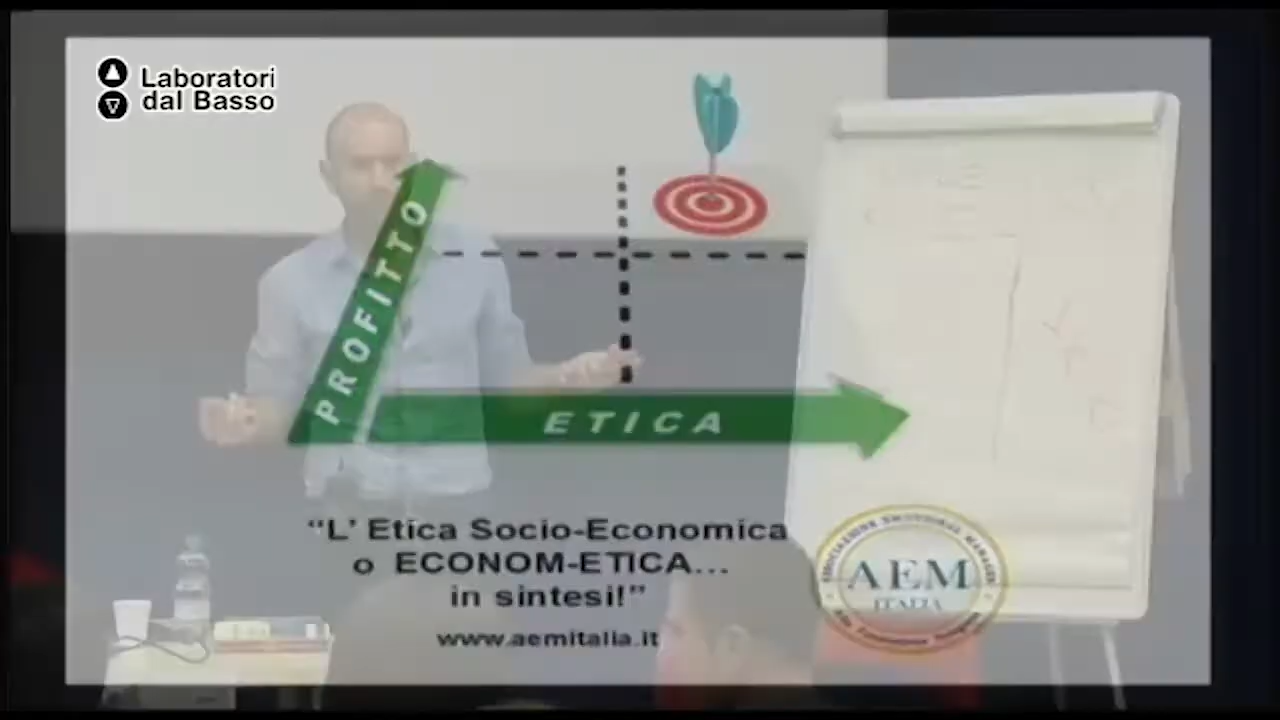 Laboratori
dal Basso
PROFITTO
ETICA
“L’ Etica Socio-Economica
o ECONOM-ETICA...
in sintesi!”
www.aemitalia.it
AEM
ITALIA